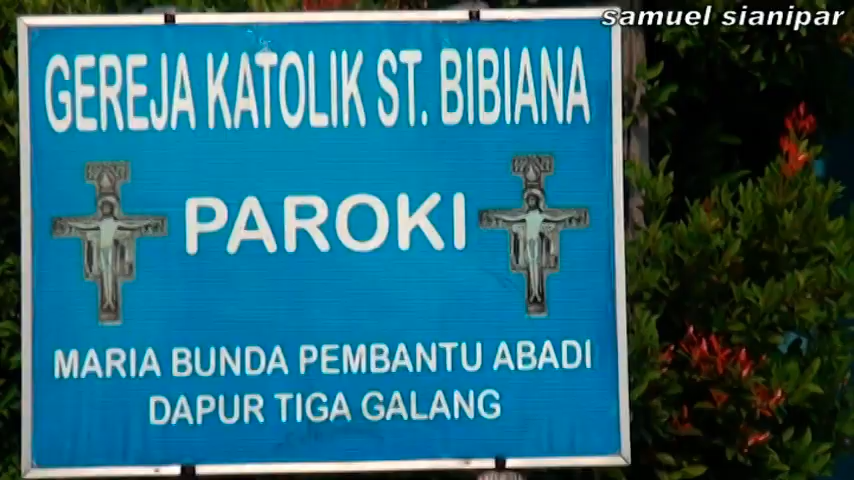 samuel sianipar
GEREJA KATOLIK ST. BIBIANA
PAROKI
MARIA BUNDA PEMBANTU ABADI
DAPUR TIGA GALANG